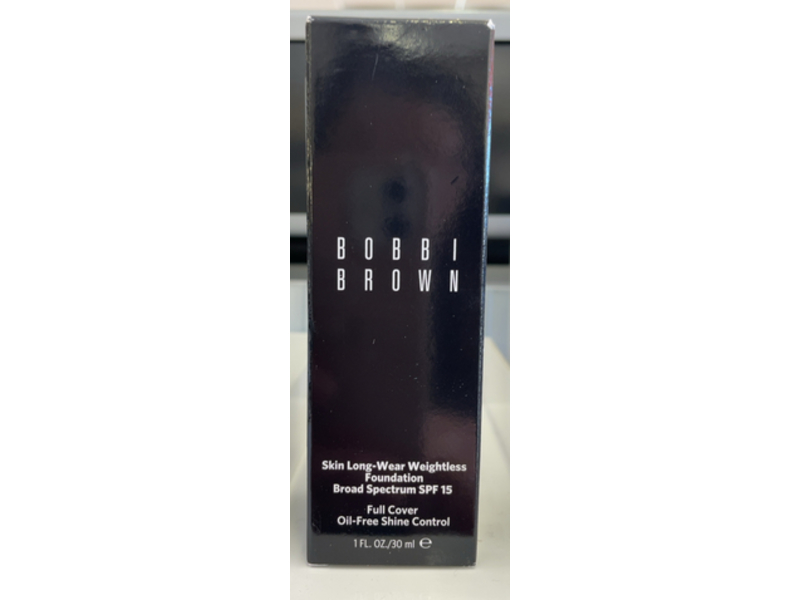 BOBBI
BROWN
Skin Long-Wear Weightless
Foundation
Broad Spectrum SPF 15
Full Cover
Oil-Free Shine Control
1 FL. OZ./30 ml ℮